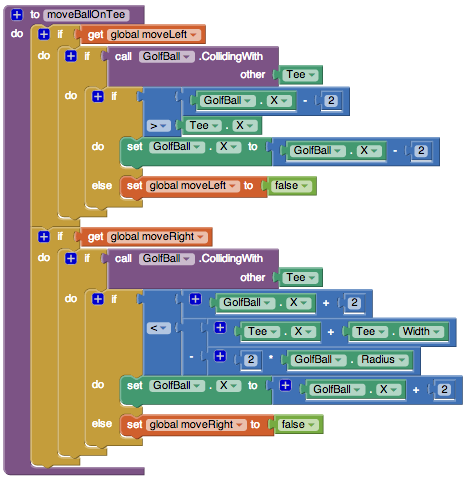 to moveBallOnTee
do if get global moveLeft
do if call GolfBall .CollidingWith
other Tee
do if GolfBall . X - 2
> Tee . X
do set GolfBall . X to GolfBall . X - 2
else set global moveLeft to false
if get global moveRight
do if call GolfBall .CollidingWith
other Tee
do if GolfBall . X + 2
< Tee . X + Tee . Width
- 2 * GolfBall . Radius
do set GolfBall . X to GolfBall . X + 2
else set global moveRight to false